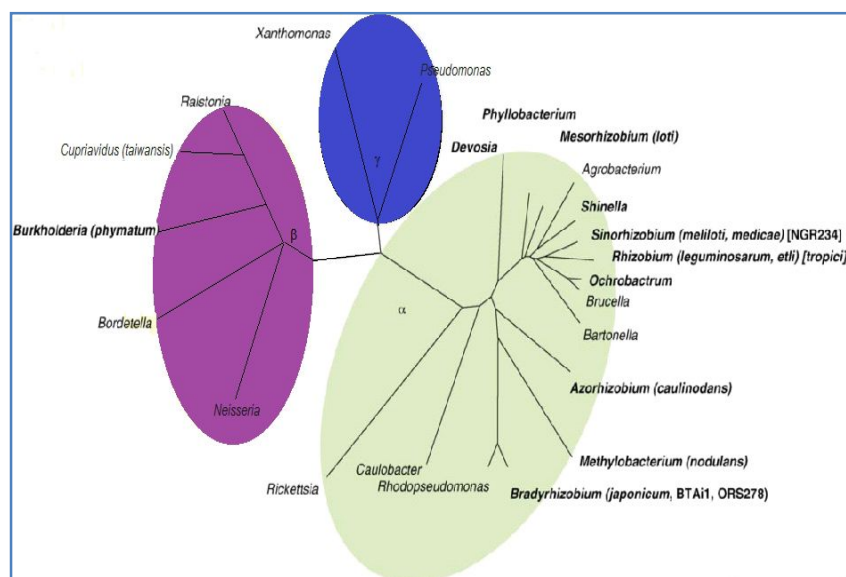 Xanthomonas
Pseudomonas
Ralstonia
Phyllobacterium
Mesorhizobium (loti)
Cupriavidus (taiwansis)
Devosia
Agrobacterium
γ
Shinella
Burkholderia (phymatum)
β
Sinorhizobium (meliloti, medicae) [NGR234]
Rhizobium (leguminosarum, etli) [tropici]
Ochrobactrum
Brucella
α
Bordetella
Bartonella
Azorhizobium (caulinodans)
Neisseria
Methylobacterium (nodulans)
Caulobacter
Rickettsia
Rhodopseudomonas
Bradyrhizobium (japonicum, BTAi1, ORS278)